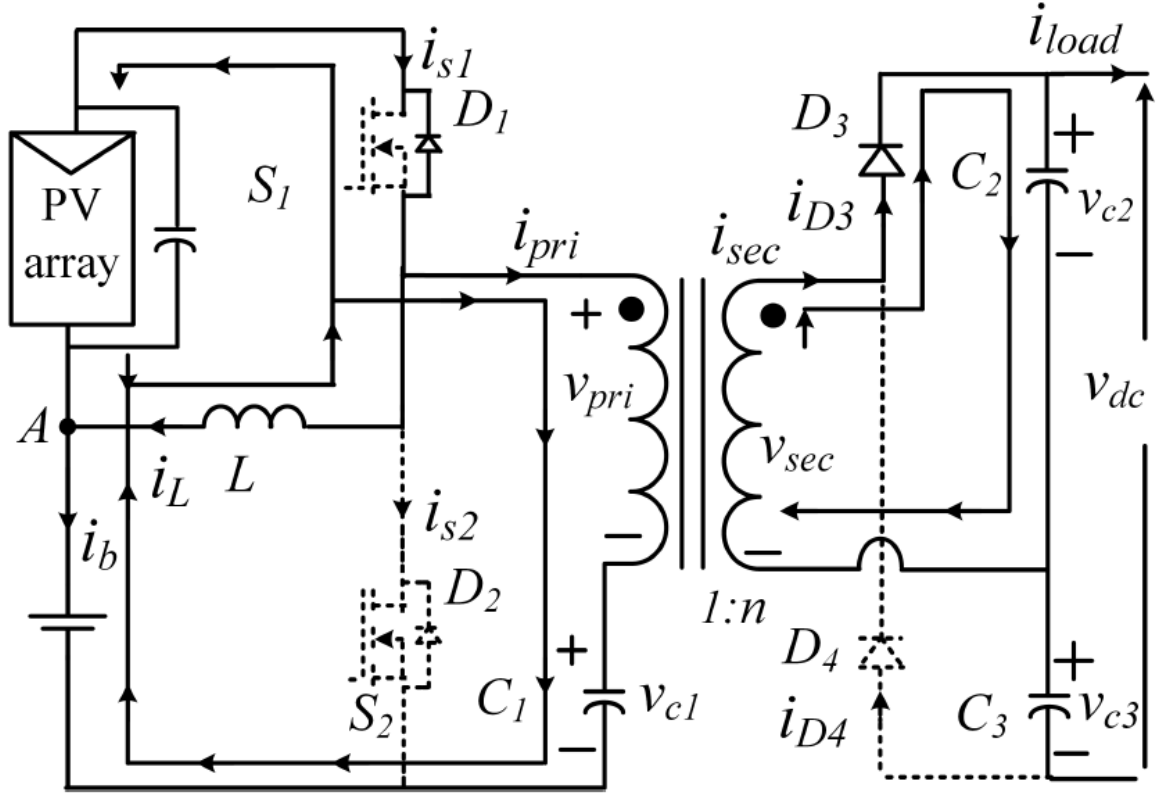 i_load
i_s1
D_1
D_3
+
PV
array
S_1
C_2
v_c2
i_D3
i_pri
i_sec
−
+
v_pri
v_dc
A
v_sec
i_L
L
i_s2
i_b
−
−
D_2
1:n
+
D_4
+
S_2
C_1
v_c1
i_D4
C_3
v_c3
−
−